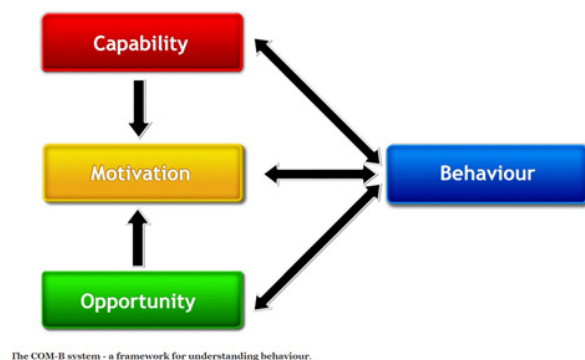 Capability
Motivation
Behaviour
Opportunity
The COM-B system - a framework for understanding behaviour.